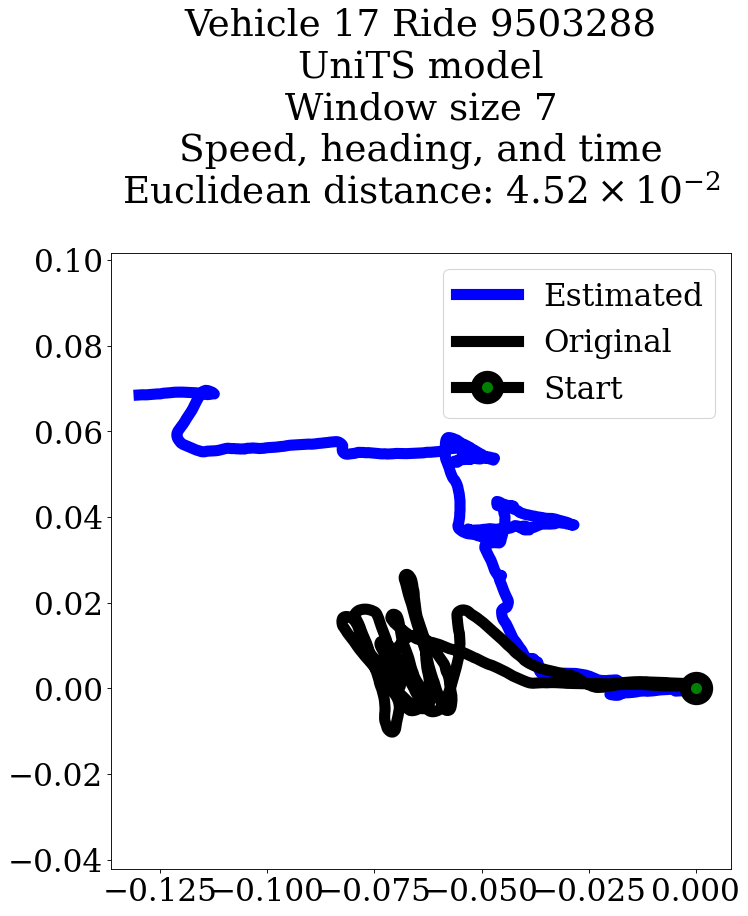 Vehicle 17 Ride 9503288
UniTS model
Window size 7
Speed, heading, and time
Euclidean distance: 4.52 × 10⁻²
Estimated
Original
Start
0.10
0.08
0.06
0.04
0.02
0.00
−0.02
−0.04
−0.125 −0.100 −0.075 −0.050 −0.025 0.000